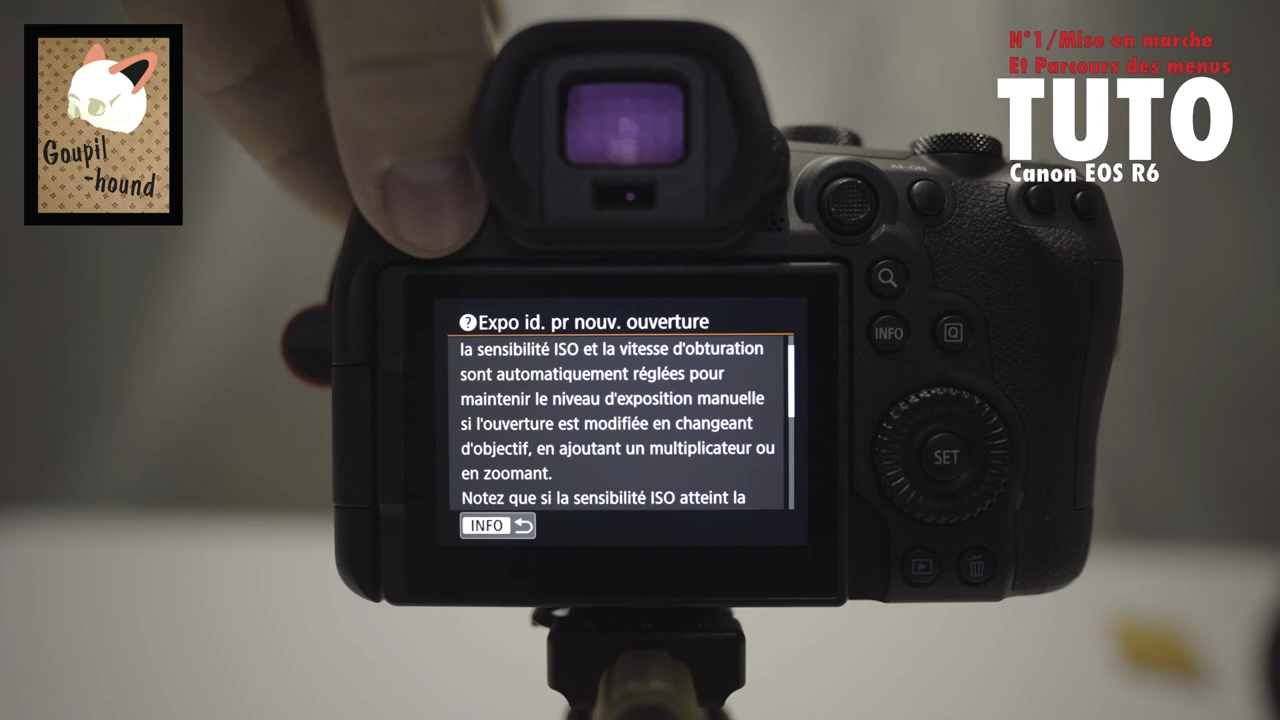 Goupil
-hound
N°1/Mise en marche
Et Parcours des menus
TUTO
Canon EOS R6
AF-ON
INFO
Q
SET
?Expo id. pr nouv. ouverture
la sensibilité ISO et la vitesse d'obturation
sont automatiquement réglées pour
maintenir le niveau d'exposition manuelle
si l'ouverture est modifiée en changeant
d'objectif, en ajoutant un multiplicateur ou
en zoomant.
Notez que si la sensibilité ISO atteint la
INFO